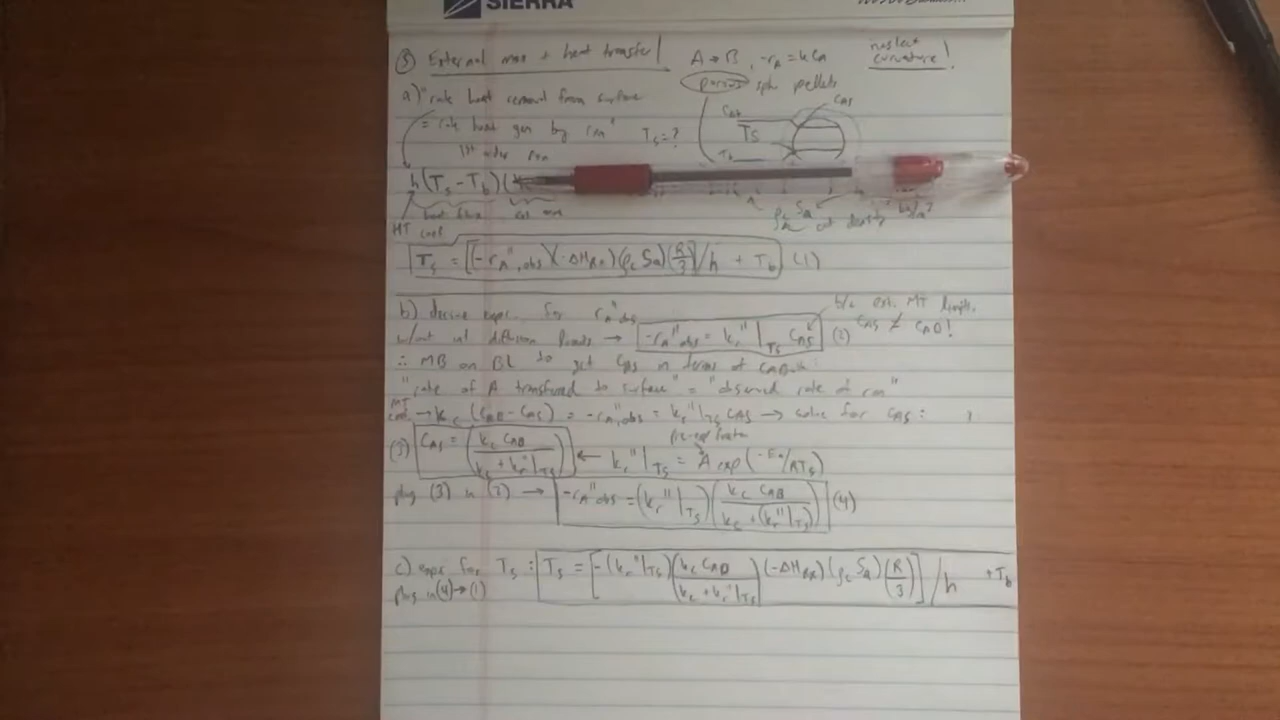 SIERRA
③ External mass + heat transfer! A → B, -rA = kCA neglect curvature!
porous sph pellets
a) "rate heat removal from surface CAb CAs
= rate heat gen by rxn" Ts = ? Ts
1st order rxn Tb
h(Ts - Tb)(
heat flux cat
ρc Sa cat density
HT coef
Ts = [(-rA",obs)(-ΔHRx)(ρc Sa)(R/3)]/h + Tb (1)
b) derive expr. for rA"obs b/c ext. MT limits,
w/out int diffusion limits → -rA"obs = kr"|Ts CAs (2) CAs ≠ CAB!
∴ MB on BL to get CAs in terms of CAbulk:
"rate of A transfered to surface" = "observed rate of rxn"
MT coef → kc (CAB - CAs) = -rA"obs = kr"|Ts CAs → solve for CAs:
pre-exp factor
(3) CAs = (kc CAB / kc + kr"|Ts) ← kr"|Ts = A exp(-Ea/RTs)
plug (3) in (2) → -rA"obs = (kr"|Ts)(kc CAB / kc + (kr"|Ts)) (4)
c) expr for Ts: Ts = [-(kr"|Ts)(kc CAB / kc + kr"|Ts)(-ΔHRx)(ρc Sa)(R/3)]/h + Tb
plug in (4) → (1)